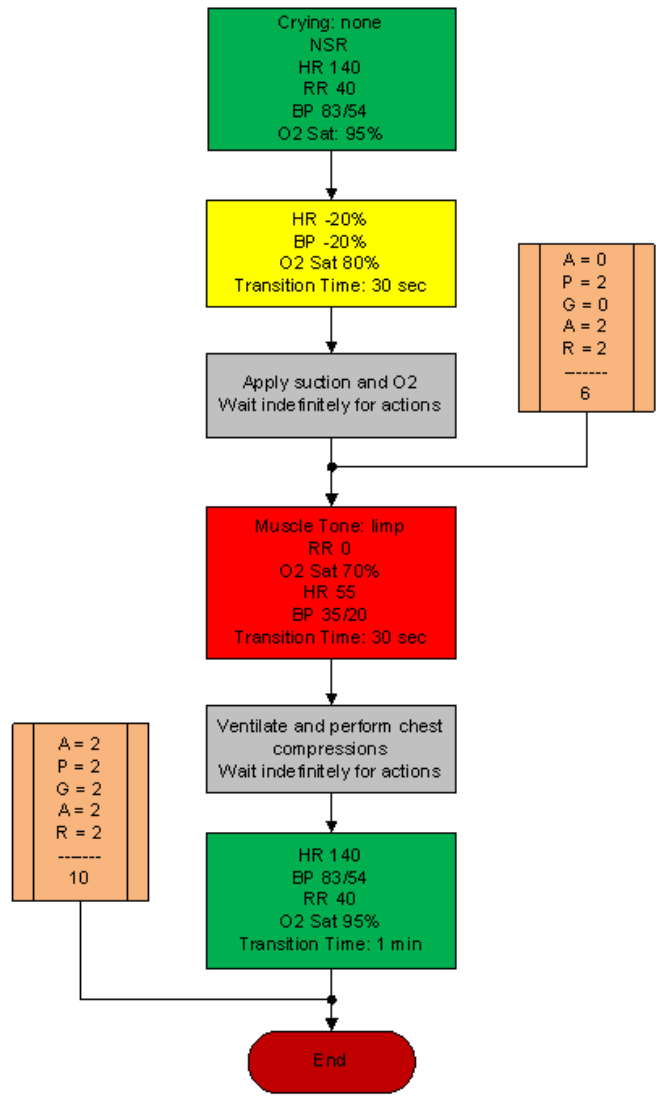 Crying: none
NSR
HR 140
RR 40
BP 83/54
O2 Sat: 95%
HR -20%
BP -20%
O2 Sat 80%
Transition Time: 30 sec
Apply suction and O2
Wait indefinitely for actions
A = 0
P = 2
G = 0
A = 2
R = 2
-------
6
Muscle Tone: limp
RR 0
O2 Sat 70%
HR 55
BP 35/20
Transition Time: 30 sec
Ventilate and perform chest
compressions
Wait indefinitely for actions
A = 2
P = 2
G = 2
A = 2
R = 2
-------
10
HR 140
BP 83/54
RR 40
O2 Sat 95%
Transition Time: 1 min
End